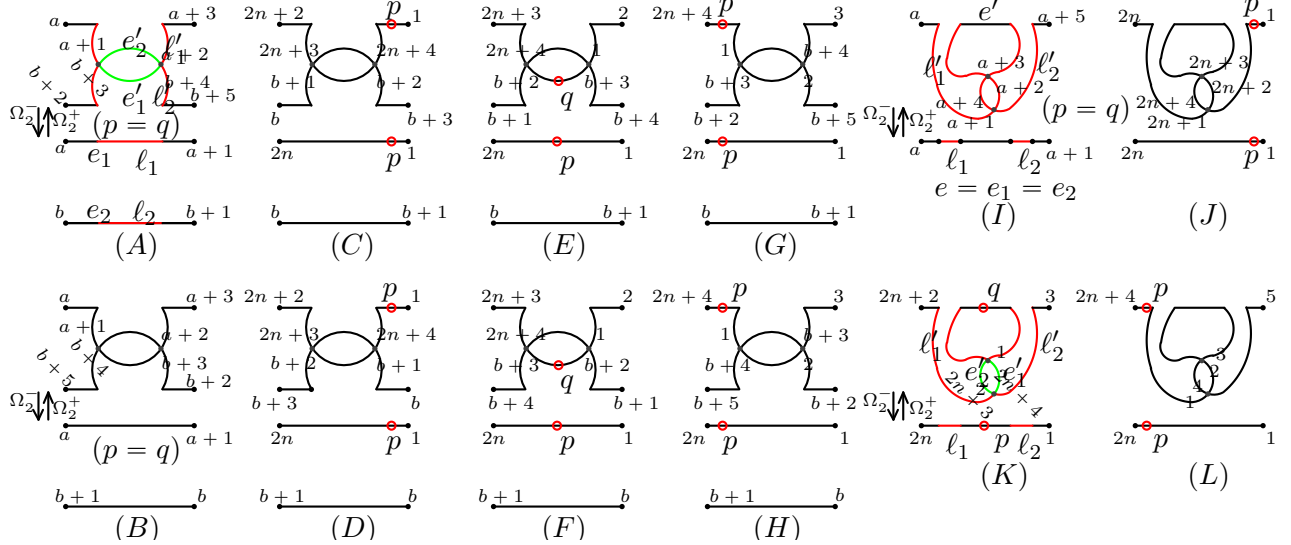 a a + 3 2n + 2 p 1 2n + 3 2 2n + 4 p 3 a e′ a + 5 2n p 1
a + 1 e′2 ℓ′1 a + 2 2n + 3 2n + 4 2n + 4 1 1 b + 4 ℓ′1 a + 3 ℓ′2 2n + 3
b + 2 b + 3 e′1 ℓ′2 b + 4 b + 5 b + 1 b + 2 b + 2 q b + 3 b + 3 2 a + 4 a + 2 2n + 4 2n + 2
Ω−2 Ω+2 (p = q) b b + 3 b + 1 b + 4 b + 2 b + 5 Ω−2 Ω+2 a + 1 (p = q) 2n + 1
a e1 ℓ1 a + 1 2n p 1 2n p 1 2n p 1 a ℓ1 ℓ2 a + 1 2n p 1
e = e1 = e2
b e2 ℓ2 b + 1 b b + 1 b b + 1 b b + 1
(A) (C) (E) (G) (I) (J)
a a + 3 2n + 2 p 1 2n + 3 2 2n + 4 p 3 2n + 2 q 3 2n + 4 p 5
a + 1 a + 2 2n + 3 2n + 4 2n + 4 1 1 b + 3 ℓ′1 1 ℓ′2 3
b + 5 b + 4 b + 3 b + 2 b + 2 b + 1 b + 3 q b + 2 b + 4 2 e′2 e′1 2 2n + 3 2n + 4 2 4 1
Ω−2 Ω+2 b + 3 b b + 4 b + 1 b + 5 b + 2 Ω−2 Ω+2
a (p = q) a + 1 2n p 1 2n p 1 2n p 1 2n ℓ1 p ℓ2 1 2n p 1
(K) (L)
b + 1 b b + 1 b b + 1 b b + 1 b
(B) (D) (F) (H)